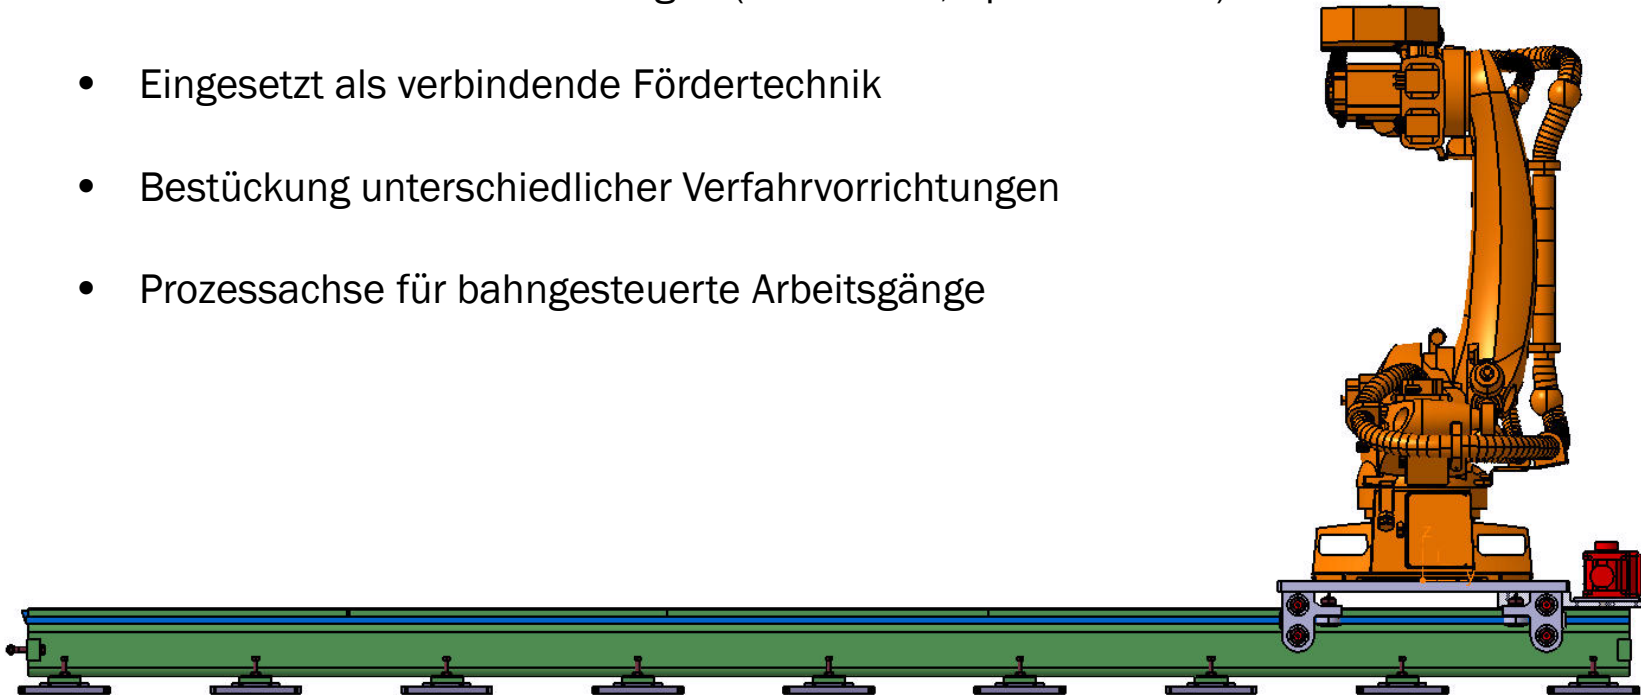 • Eingesetzt als verbindende Fördertechnik
• Bestückung unterschiedlicher Verfahrvorrichtungen
• Prozessachse für bahngesteuerte Arbeitsgänge
z
y